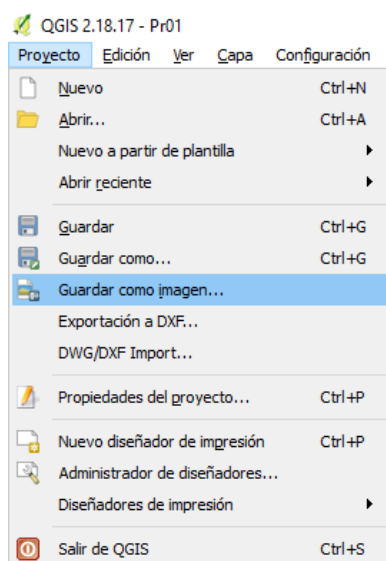 QGIS 2.18.17 - Pr01
Proyecto Edición Ver Capa Configuración
Nuevo Ctrl+N
Abrir... Ctrl+A
Nuevo a partir de plantilla
Abrir reciente
Guardar Ctrl+G
Guardar como... Ctrl+G
Guardar como imagen...
Exportación a DXF...
DWG/DXF Import...
Propiedades del proyecto... Ctrl+P
Nuevo diseñador de impresión Ctrl+P
Administrador de diseñadores...
Diseñadores de impresión
Salir de QGIS Ctrl+S